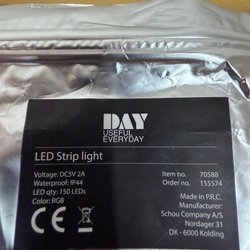 DAY
USEFUL
EVERYDAY
LED Strip light
Voltage: DC5V 2A
Waterproof: IP44
LED qty: 150 LEDs
Color: RGB
Item no. 70588
Order no. 155574
Made in P.R.C.
Manufacturer:
Schou Company A/S
Nordager 31
DK - 6000 Kolding